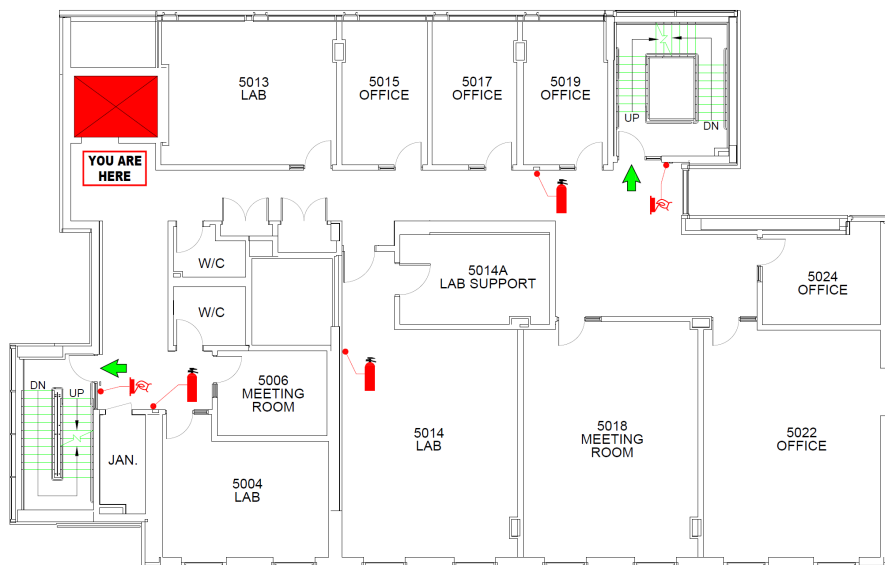 5013
LAB
5015
OFFICE
5017
OFFICE
5019
OFFICE
UP
DN
YOU ARE
HERE
W/C
5014A
LAB SUPPORT
5024
OFFICE
W/C
DN
UP
5006
MEETING
ROOM
5014
LAB
5018
MEETING
ROOM
5022
OFFICE
JAN.
5004
LAB